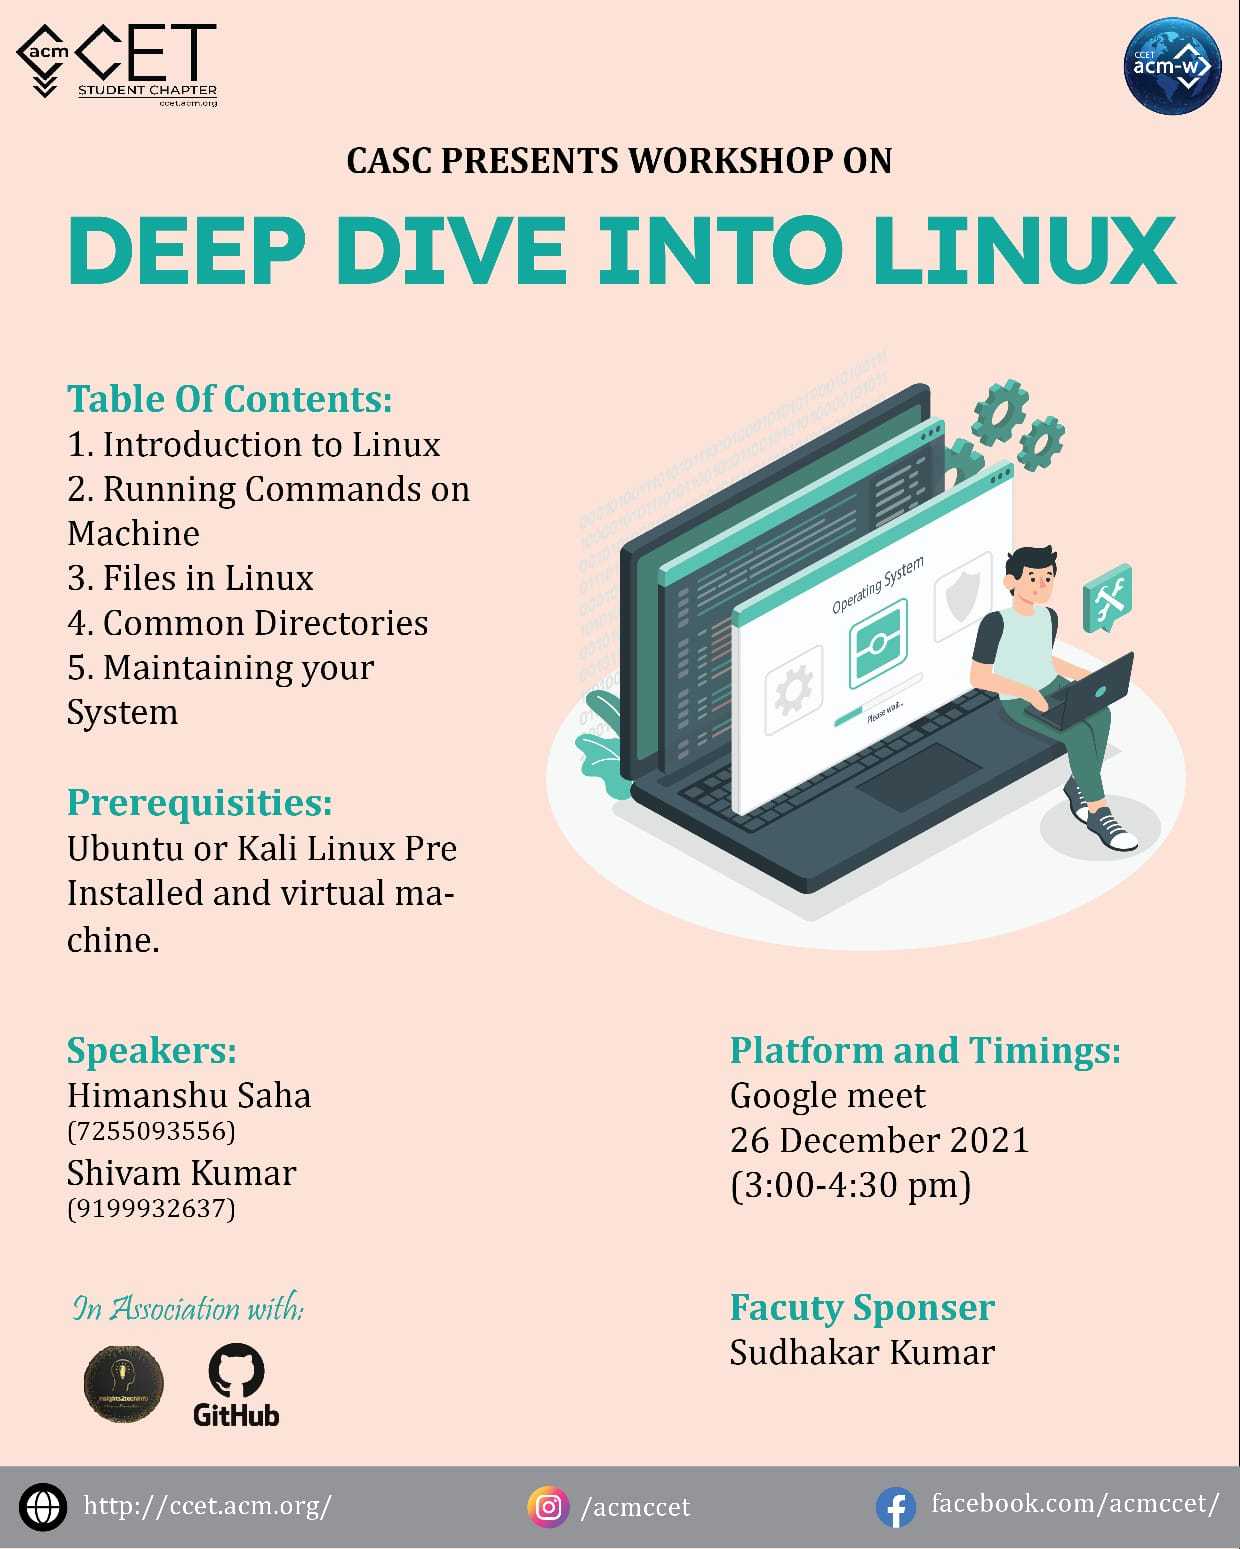 acm CCET
STUDENT CHAPTER
ccet.acm.org
CCET
acm-w
CASC PRESENTS WORKSHOP ON
DEEP DIVE INTO LINUX
Table Of Contents:
1. Introduction to Linux
2. Running Commands on
Machine
3. Files in Linux
4. Common Directories
5. Maintaining your
System
Operating System
Please wait...
Prerequisities:
Ubuntu or Kali Linux Pre
Installed and virtual ma-
chine.
Speakers:
Himanshu Saha
(7255093556)
Shivam Kumar
(9199932637)
Platform and Timings:
Google meet
26 December 2021
(3:00-4:30 pm)
In Association with:
insights2techinfo
GitHub
Facuty Sponser
Sudhakar Kumar
http://ccet.acm.org/
/acmccet
facebook.com/acmccet/